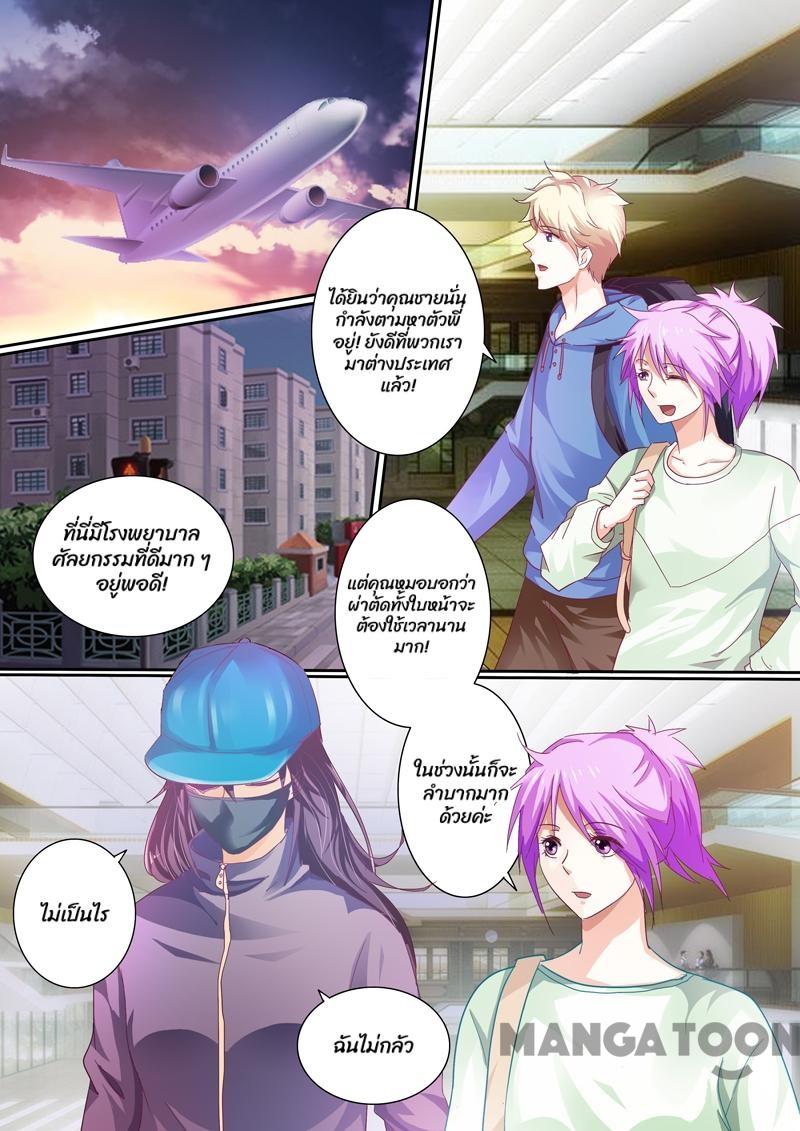 ได้ยินว่าคุณชายนั่น
กำลังตามหาตัวพี่
อยู่! ยังดีที่พวกเรา
มาต่างประเทศ
แล้ว!
ที่นี่มีโรงพยาบาล
ศัลยกรรมที่ดีมาก ๆ
อยู่พอดี!
แต่คุณหมอบอกว่า
ผ่าตัดทั้งใบหน้าจะ
ต้องใช้เวลานาน
มาก!
ในช่วงนั้นก็จะ
ลำบากมาก
ด้วยค่ะ
ไม่เป็นไร
ฉันไม่กลัว
MANGATOON